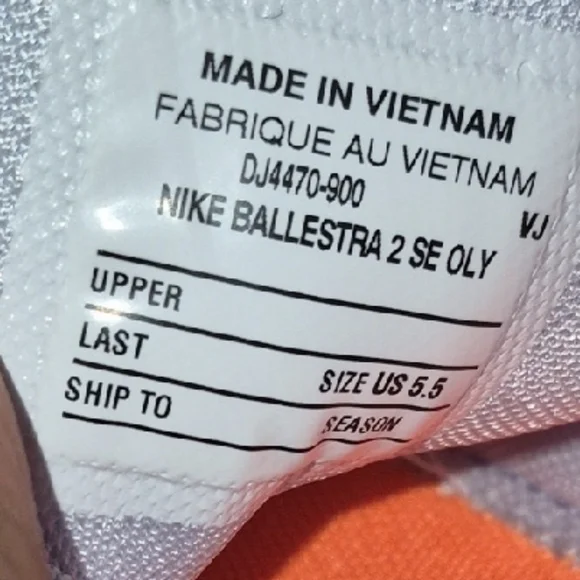 MADE IN VIETNAM
FABRIQUE AU VIETNAM
DJ4470-900
VJ
NIKE BALLESTRA 2 SE OLY
UPPER
LAST
SIZE US 5.5
SHIP TO
SEASON